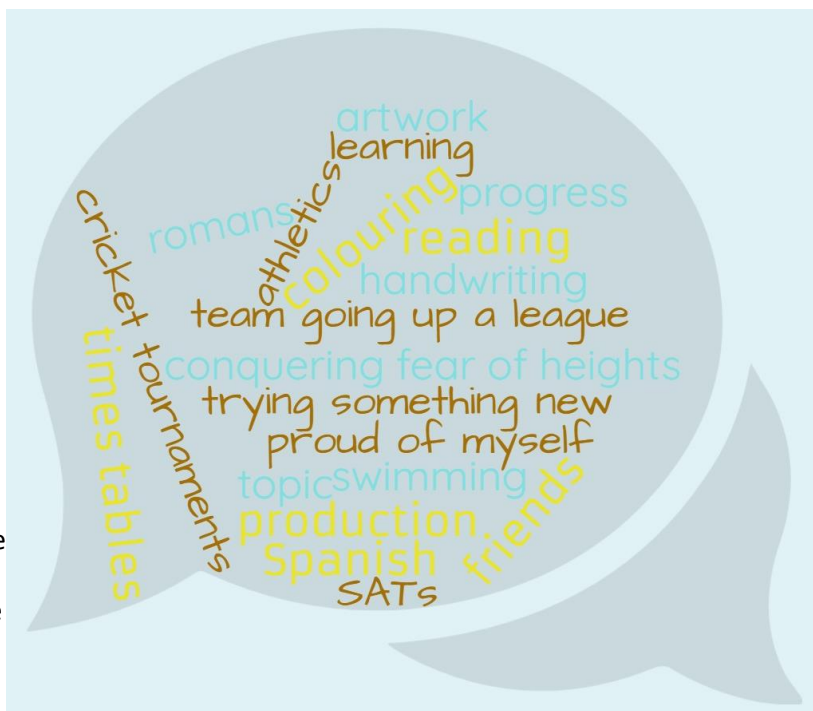 artwork
learning
athletics
progress
romans
colouring
reading
handwriting
cricket tournaments
team going up a league
times tables
conquering fear of heights
trying something new
proud of myself
topic
swimming
friends
production
Spanish
SATs
e
e